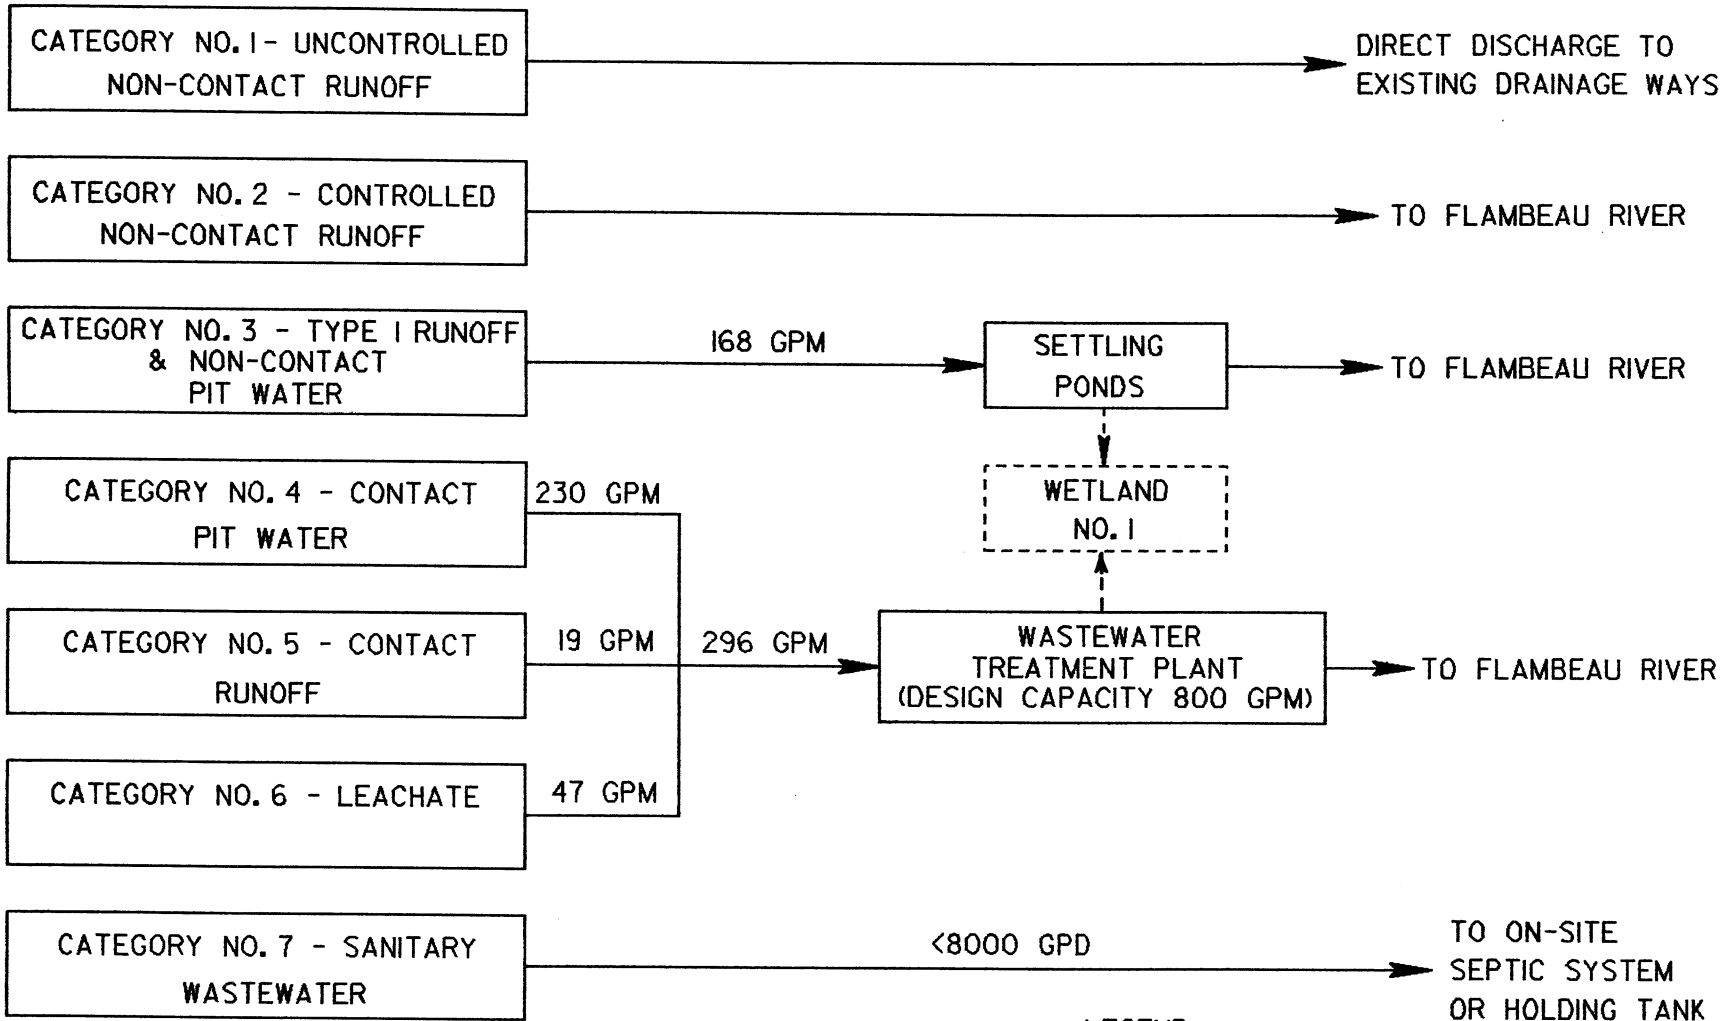 CATEGORY NO. 1 - UNCONTROLLED
NON-CONTACT RUNOFF
DIRECT DISCHARGE TO
EXISTING DRAINAGE WAYS
CATEGORY NO. 2 - CONTROLLED
NON-CONTACT RUNOFF
TO FLAMBEAU RIVER
CATEGORY NO. 3 - TYPE 1 RUNOFF
& NON-CONTACT
PIT WATER
168 GPM
SETTLING
PONDS
TO FLAMBEAU RIVER
CATEGORY NO. 4 - CONTACT
PIT WATER
230 GPM
WETLAND
NO. 1
CATEGORY NO. 5 - CONTACT
RUNOFF
19 GPM
296 GPM
WASTEWATER
TREATMENT PLANT
(DESIGN CAPACITY 800 GPM)
TO FLAMBEAU RIVER
CATEGORY NO. 6 - LEACHATE
47 GPM
CATEGORY NO. 7 - SANITARY
WASTEWATER
<8000 GPD
TO ON-SITE
SEPTIC SYSTEM
OR HOLDING TANK